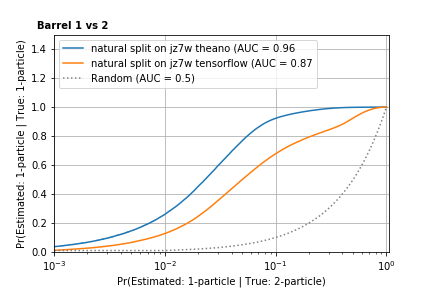 Barrel 1 vs 2
Pr(Estimated: 1-particle | True: 1-particle)
1.4
1.2
1.0
0.8
0.6
0.4
0.2
0.0
natural split on jz7w theano (AUC = 0.96
natural split on jz7w tensorflow (AUC = 0.87
Random (AUC = 0.5)
10⁻³ 10⁻² 10⁻¹ 10⁰
Pr(Estimated: 1-particle | True: 2-particle)